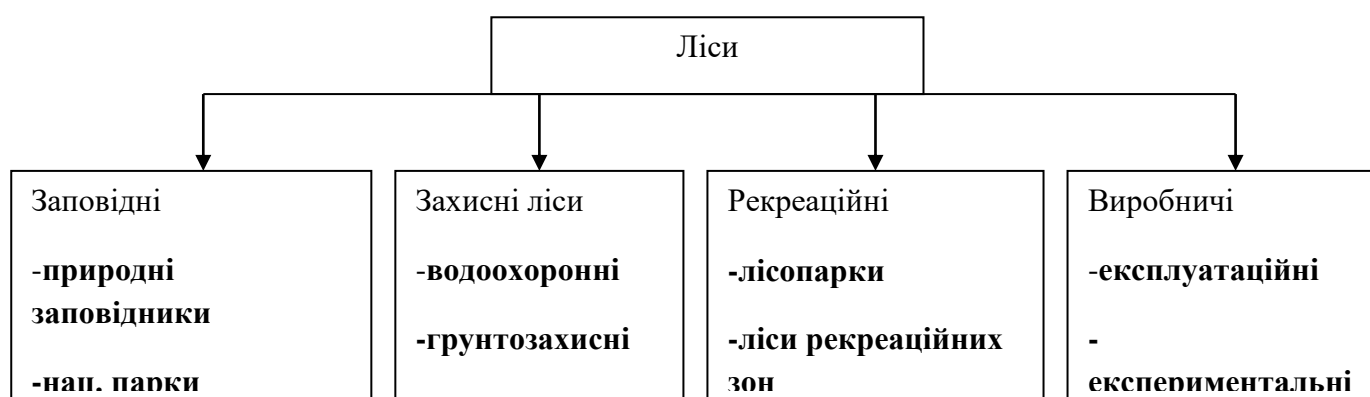 Ліси
Заповідні
-природні
заповідники
-нац. парки
Захисні ліси
-водоохоронні
-грунтозахисні
Рекреаційні
-лісопарки
-ліси рекреаційних
зон
Виробничі
-експлуатаційні
-
експериментальні